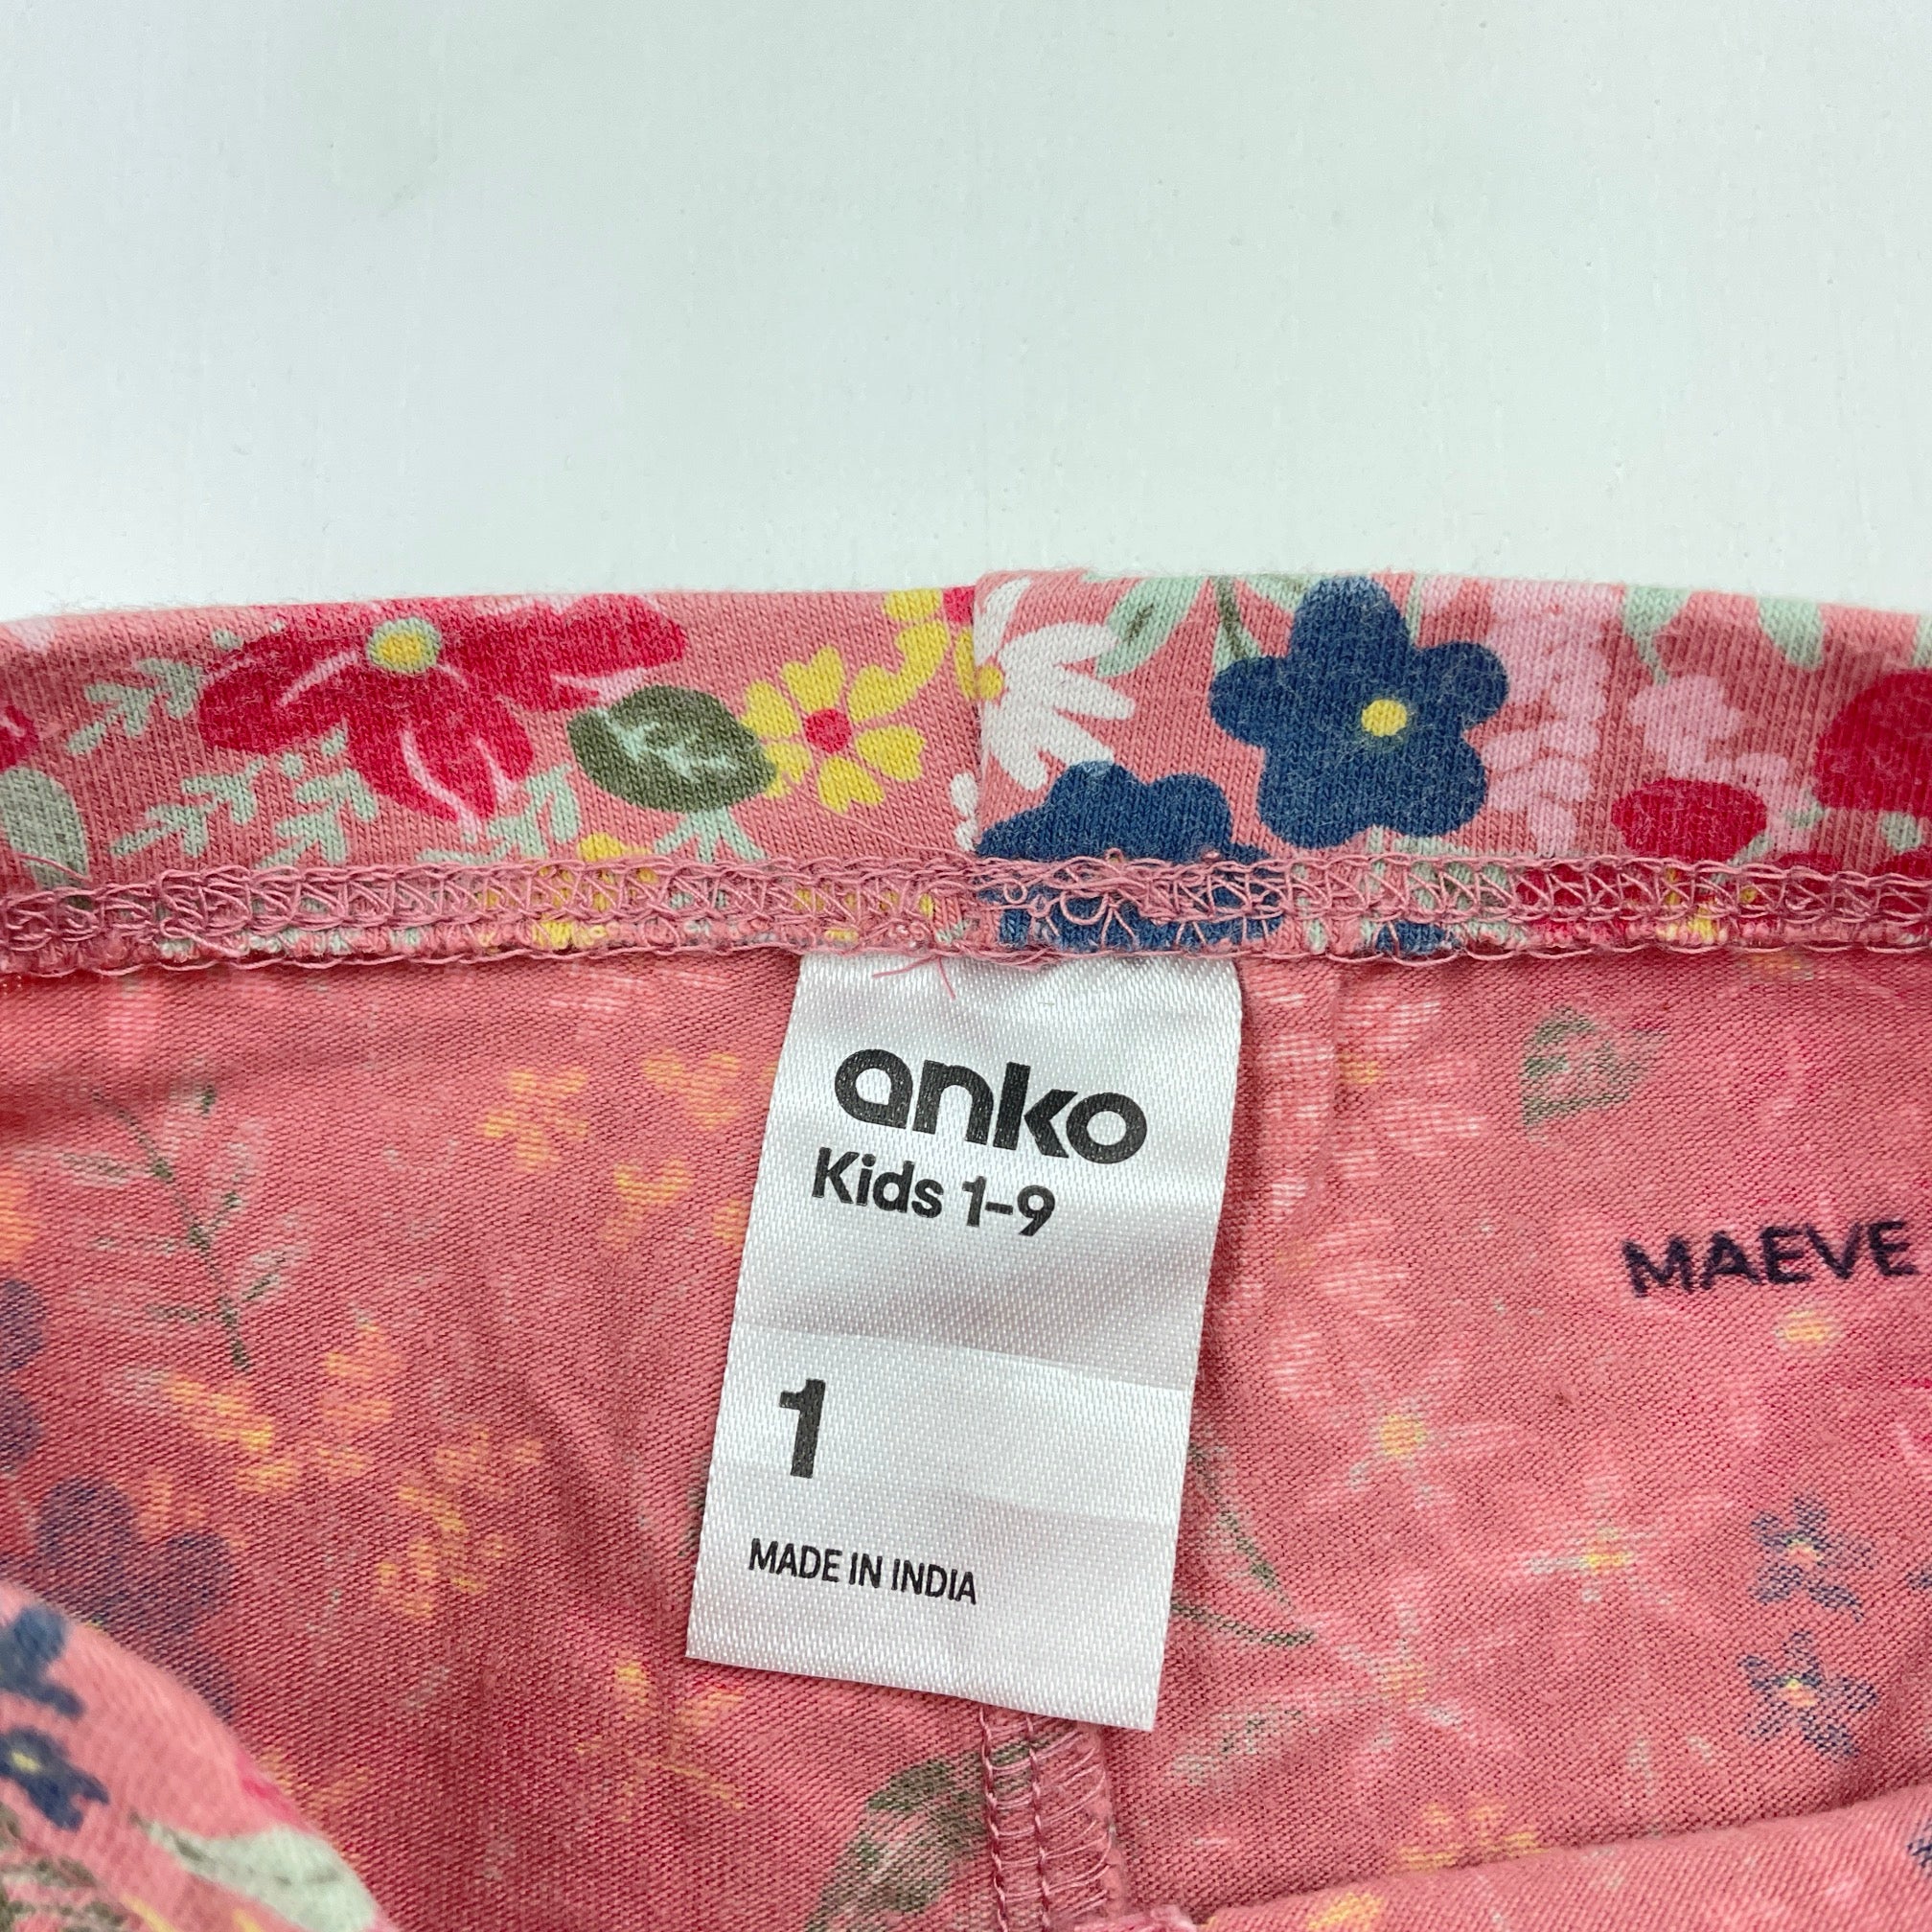 anko
Kids 1-9
MAEVE
1
MADE IN INDIA